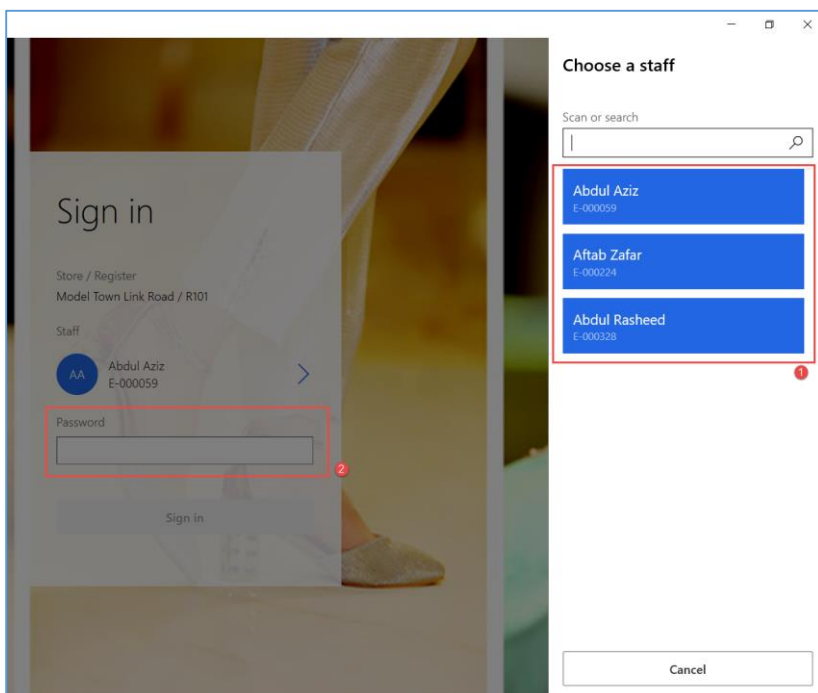 Choose a staff
Scan or search
Abdul Aziz
E-000059
Aftab Zafar
E-000224
Abdul Rasheed
E-000328
1
Cancel
Sign in
Store / Register
Model Town Link Road / R101
Staff
AA
Abdul Aziz
E-000059
Password
2
Sign in